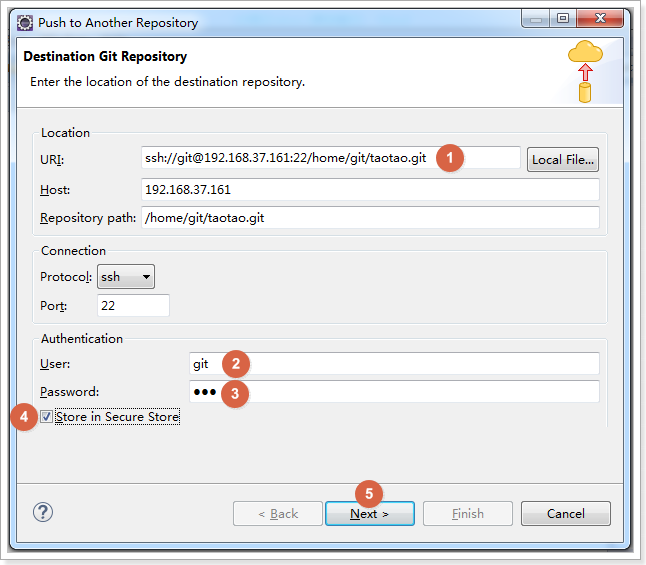 Push to Another Repository
Destination Git Repository
Enter the location of the destination repository.
Location
URI: ssh://git@192.168.37.161:22/home/git/taotao.git 1 Local File...
Host: 192.168.37.161
Repository path: /home/git/taotao.git
Connection
Protocol: ssh
Port: 22
Authentication
User: git 2
Password: ●●● 3
4 Store in Secure Store
5
? < Back Next > Finish Cancel